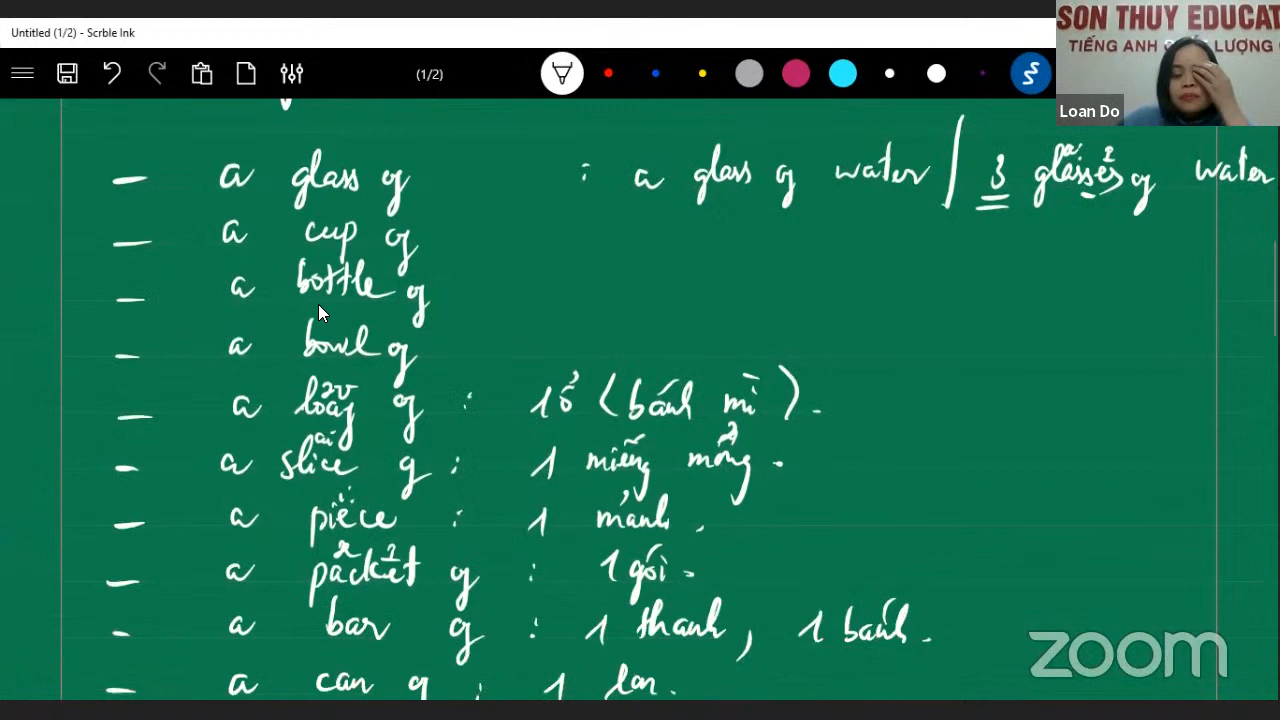 Untitled (1/2) - Scrble Ink
(1/2)
SON THUY EDUCAT
TIẾNG ANH LƯỢNG
Loan Do
- a glass of : a glass of water / 3 glasses of water
- a cup of
- a bottle of
- a bowl of
- a loaf of : 1 ổ (bánh mì).
- a slice of : 1 miếng mỏng.
- a piece : 1 mảnh.
- a packet of : 1 gói.
- a bar of : 1 thanh, 1 bánh.
- a can of : 1 lon.
zoom